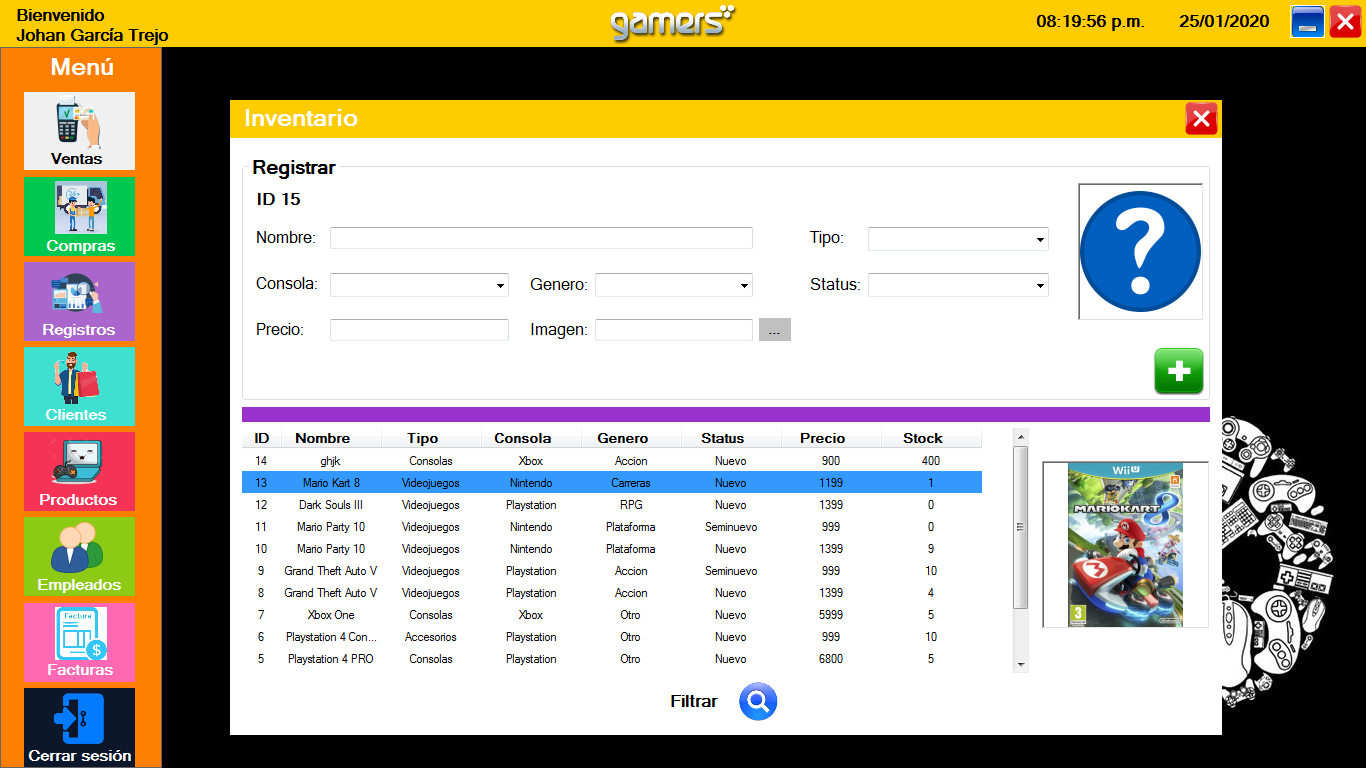 Bienvenido
Johan García Trejo
gamers
08:19:56 p.m.
25/01/2020
Menú
Ventas
Compras
Registros
Clientes
Productos
Empleados
Factura
Facturas
Cerrar sesión
Inventario
Registrar
ID 15
Nombre:
Tipo:
Consola:
Genero:
Status:
Precio:
Imagen:
...
ID Nombre Tipo Consola Genero Status Precio Stock
14 ghjk Consolas Xbox Accion Nuevo 900 400
13 Mario Kart 8 Videojuegos Nintendo Carreras Nuevo 1199 1
12 Dark Souls III Videojuegos Playstation RPG Nuevo 1399 0
11 Mario Party 10 Videojuegos Nintendo Plataforma Seminuevo 999 0
10 Mario Party 10 Videojuegos Nintendo Plataforma Nuevo 1399 9
9 Grand Theft Auto V Videojuegos Playstation Accion Seminuevo 999 10
8 Grand Theft Auto V Videojuegos Playstation Accion Nuevo 1399 4
7 Xbox One Consolas Xbox Otro Nuevo 5999 5
6 Playstation 4 Con... Accesorios Playstation Otro Nuevo 999 10
5 Playstation 4 PRO Consolas Playstation Otro Nuevo 6800 5
Wii U
MARIOKART 8
3
Filtrar